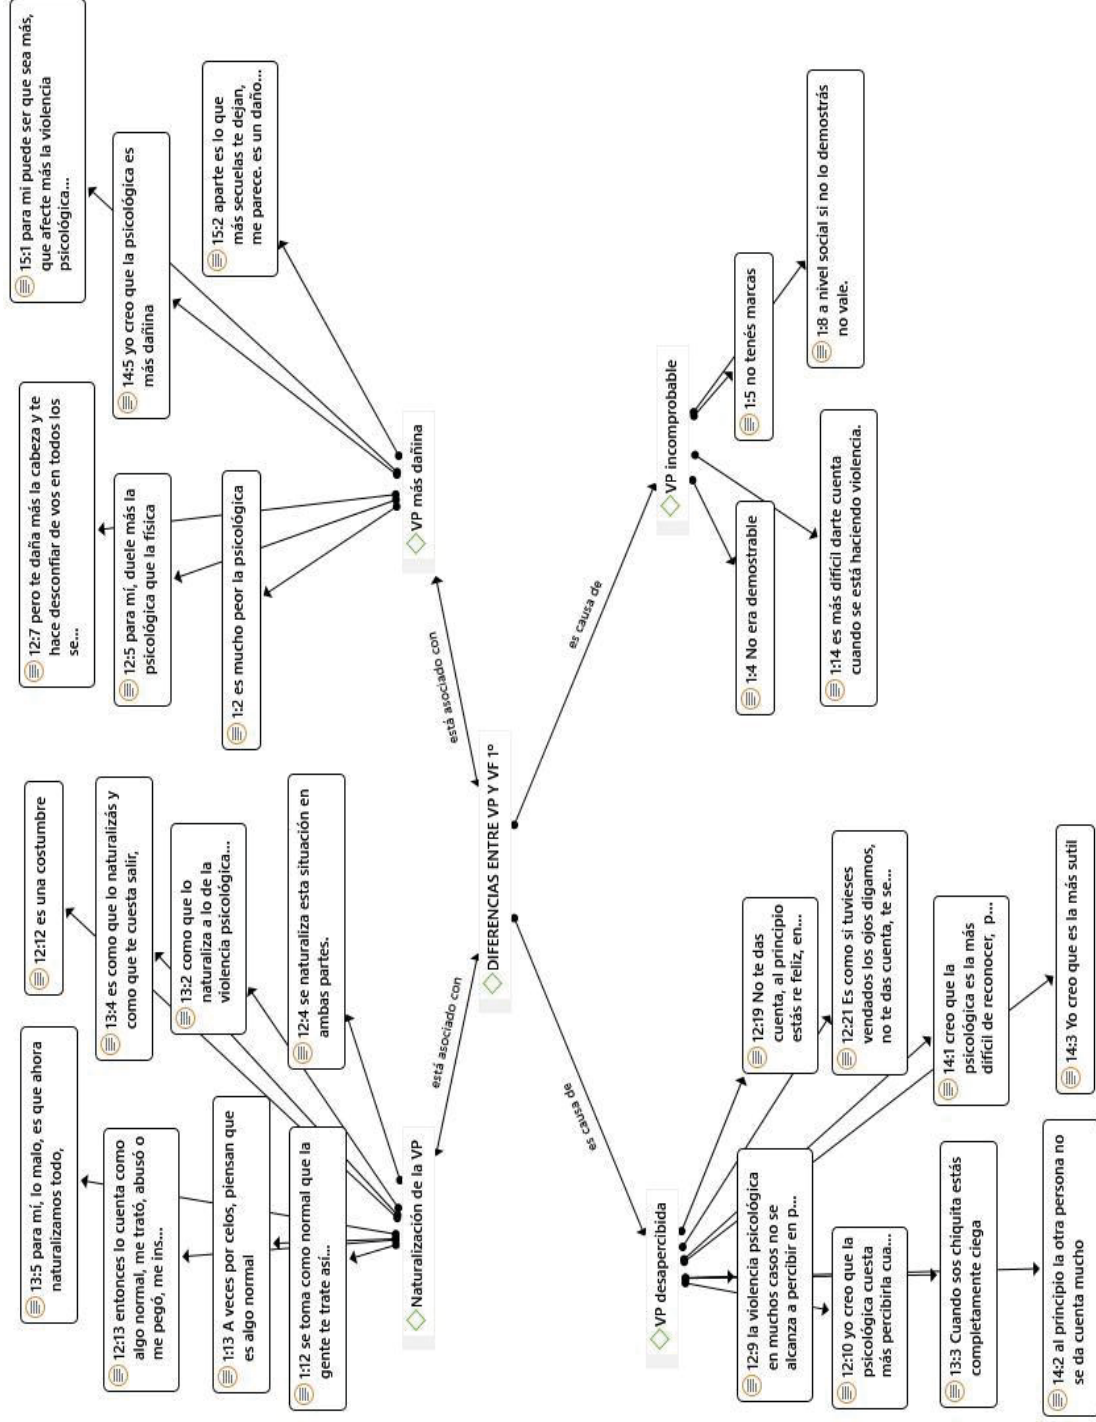 13:5 para mí, lo malo, es que ahora
naturalizamos todo,
12:13 entonces lo cuenta como
algo normal, me trató, abusó o
me pegó, me ins...
1:13 A veces por celos, piensan que
es algo normal
1:12 se toma como normal que la
gente te trate así...
12:12 es una costumbre
13:4 es como que lo naturalizás y
como que te cuesta salir,
13:2 como que lo
naturaliza a lo de la
violencia psicológica...
12:4 se naturaliza esta situación en
ambas partes.
12:7 pero te daña más la cabeza y te
hace desconfiar de vos en todos los
se...
12:5 para mí, duele más la
psicológica que la física
1:2 es mucho peor la psicológica
15:1 para mi puede ser que sea más,
que afecte más la violencia
psicológica...
14:5 yo creo que la psicológica es
más dañina
15:2 aparte es lo que
más secuelas te dejan,
me parece. es un daño...
Naturalización de la VP
VP más dañina
está asociado con
está asociado con
DIFERENCIAS ENTRE VP Y VF 1º
es causa de
es causa de
VP desapercibida
VP incomprobable
12:9 la violencia psicológica
en muchos casos no se
alcanza a percibir en p...
12:10 yo creo que la
psicológica cuesta
más percibirla cua...
13:3 Cuando sos chiquita estás
completamente ciega
14:2 al principio la otra persona no
se da cuenta mucho
12:19 No te das
cuenta, al principio
estás re feliz, en...
12:21 Es como si tuvieses
vendados los ojos digamos,
no te das cuenta, te se...
14:1 creo que la
psicológica es la más
difícil de reconocer, p...
14:3 Yo creo que es la más sutil
1:4 No era demostrable
1:14 es más difícil darte cuenta
cuando se está haciendo violencia.
1:5 no tenés marcas
1:8 a nivel social si no lo demostrás
no vale.